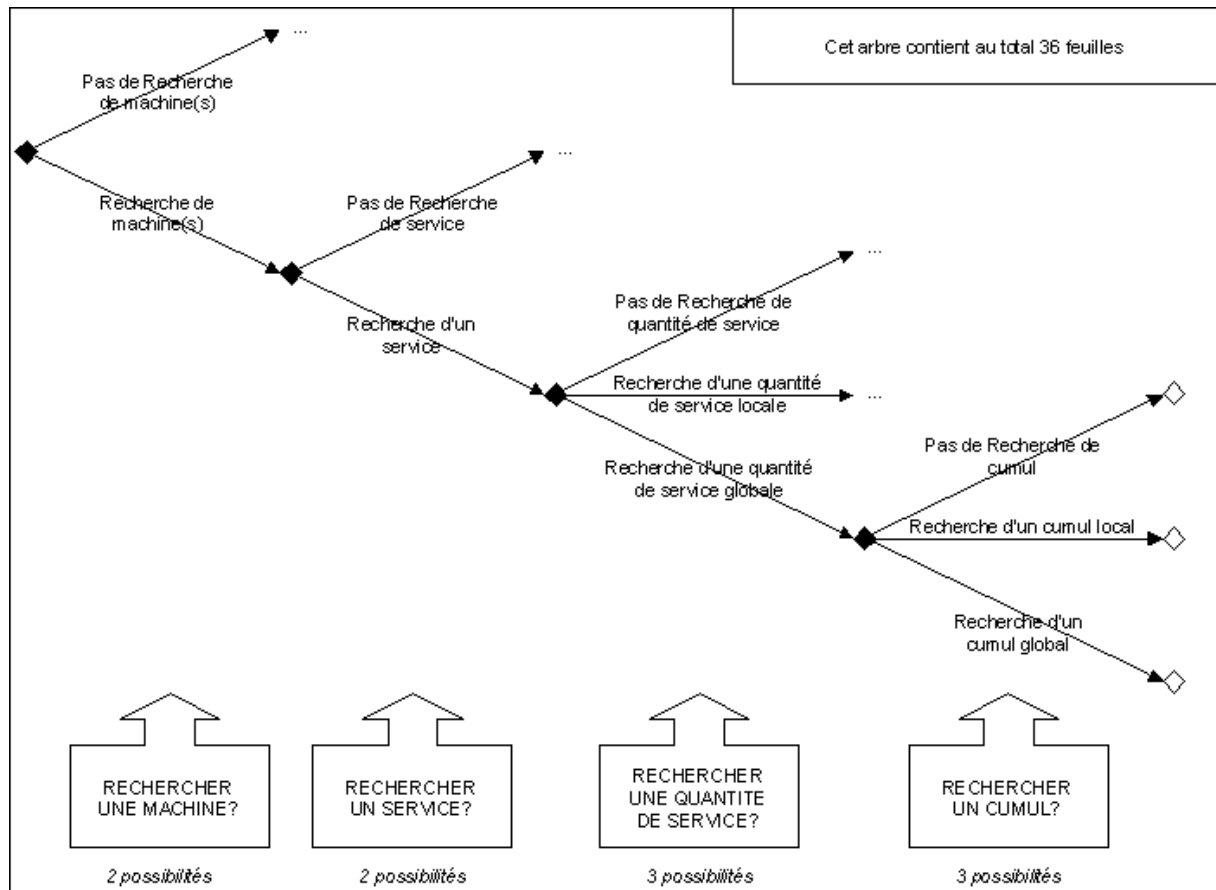 ...
Cet arbre contient au total 36 feuilles
Pas de Recherche
de machine(s)
...
Recherche de
machine(s)
Pas de Recherche
de service
...
Recherche d'un
service
Pas de Recherche de
quantité de service
Recherche d'une quantité
de service locale
...
Recherche d'une quantité
de service globale
Pas de Recherche de
cumul
Recherche d'un cumul local
Recherche d'un
cumul global
RECHERCHER
UNE MACHINE?
RECHERCHER
UN SERVICE?
RECHERCHER
UNE QUANTITE
DE SERVICE?
RECHERCHER
UN CUMUL?
2 possibilités
2 possibilités
3 possibilités
3 possibilités